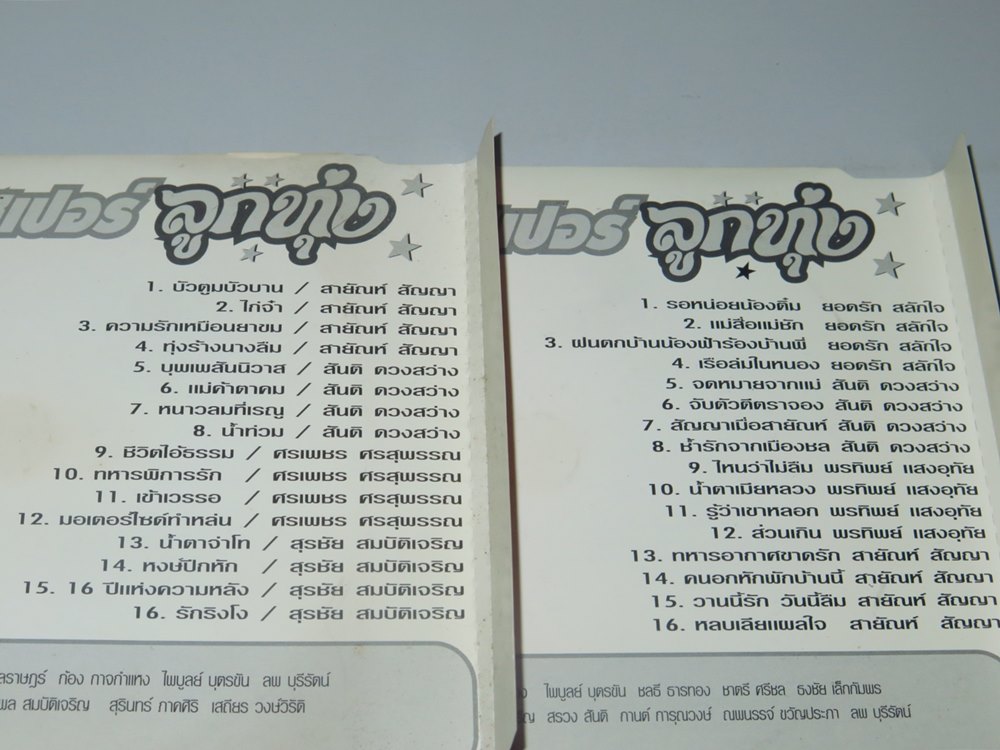 เปอร์ ลูกทุ่ง
1. บัวตูมบัวบาน / สายัณห์ สัญญา
2. ไก่จ๋า / สายัณห์ สัญญา
3. ความรักเหมือนยาขม / สายัณห์ สัญญา
4. ทุ่งร้างนางลืม / สายัณห์ สัญญา
5. บุพเพสันนิวาส / สันติ ดวงสว่าง
6. แม่ค้าตาคม / สันติ ดวงสว่าง
7. หนาวลมที่เรณู / สันติ ดวงสว่าง
8. น้ำท่วม / สันติ ดวงสว่าง
9. ชีวิตไอ้ธรรม / ศรเพชร ศรสุพรรณ
10. ทหารพิการรัก / ศรเพชร ศรสุพรรณ
11. เข้าเวรรอ / ศรเพชร ศรสุพรรณ
12. มอเตอร์ไซด์ทำหล่น / ศรเพชร ศรสุพรรณ
13. น้ำตาจ่าโท / สุรชัย สมบัติเจริญ
14. หงษ์ปีกหัก / สุรชัย สมบัติเจริญ
15. 16 ปีแห่งความหลัง / สุรชัย สมบัติเจริญ
16. รักริงโง / สุรชัย สมบัติเจริญ
ลราษฎร์ ก้อง กาจกำแหง ไพบูลย์ บุตรขัน ลพ บุรีรัตน์
พล สมบัติเจริญ สุรินทร์ ภาคศิริ เสถียร วงษ์วิรัติ
เปอร์ ลูกทุ่ง
1. รอหน่อยน้องติ๋ม ยอดรัก สลักใจ
2. แม่สื่อแม่ชัก ยอดรัก สลักใจ
3. ฝนตกบ้านน้องฟ้าร้องบ้านพี่ ยอดรัก สลักใจ
4. เรือล่มในหนอง ยอดรัก สลักใจ
5. จดหมายจากแม่ สันติ ดวงสว่าง
6. จับตัวตีตราจอง สันติ ดวงสว่าง
7. สัญญาเมื่อสายัณห์ สันติ ดวงสว่าง
8. ช้ำรักจากเมืองชล สันติ ดวงสว่าง
9. ไหนว่าไม่ลืม พรทิพย์ แสงอุทัย
10. น้ำตาเมียหลวง พรทิพย์ แสงอุทัย
11. รู้ว่าเขาหลอก พรทิพย์ แสงอุทัย
12. ส่วนเกิน พรทิพย์ แสงอุทัย
13. ทหารอากาศขาดรัก สายัณห์ สัญญา
14. คนอกหักพักบ้านนี้ สายัณห์ สัญญา
15. วานนี้รัก วันนี้ลืม สายัณห์ สัญญา
16. หลบเลียแผลใจ สายัณห์ สัญญา
ง ไพบูลย์ บุตรขัน ชลธี ธารทอง ชาตรี ศรีชล ธงชัย เล็กกำพร
ญ สรวง สันติ กานต์ การุณวงษ์ ณพนรรจ์ ขวัญประภา ลพ บุรีรัตน์